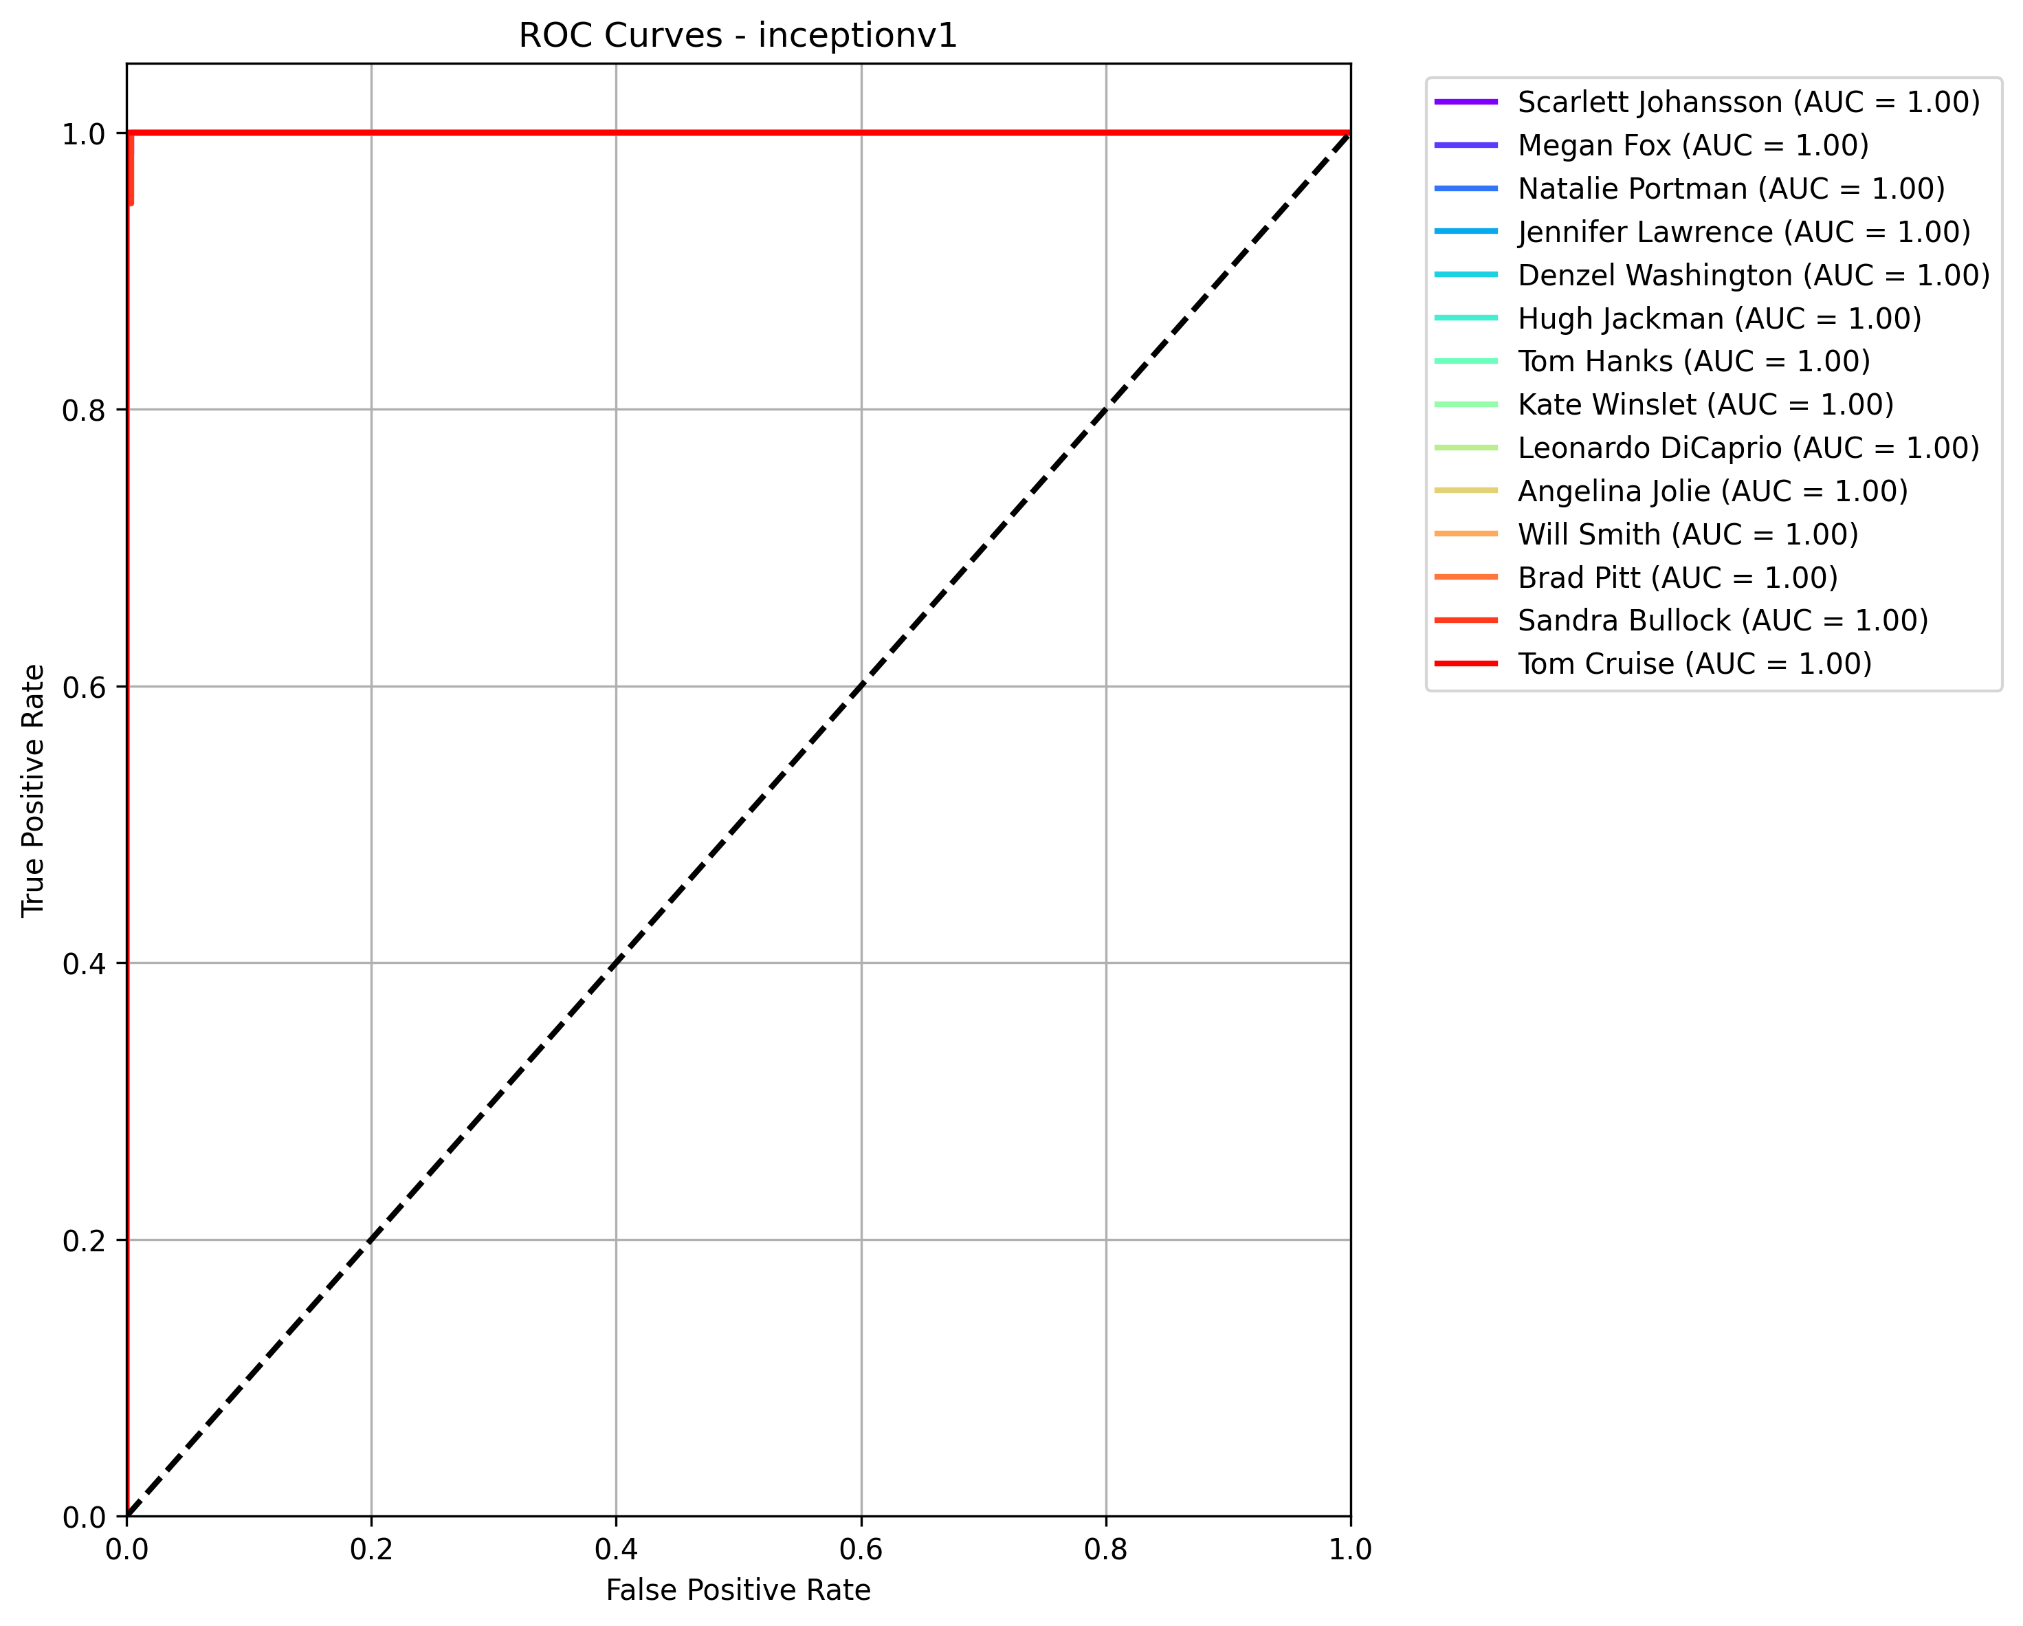 ROC Curves - inceptionv1
True Positive Rate
1.0
0.8
0.6
0.4
0.2
0.0
0.0 0.2 0.4 0.6 0.8 1.0
False Positive Rate
Scarlett Johansson (AUC = 1.00)
Megan Fox (AUC = 1.00)
Natalie Portman (AUC = 1.00)
Jennifer Lawrence (AUC = 1.00)
Denzel Washington (AUC = 1.00)
Hugh Jackman (AUC = 1.00)
Tom Hanks (AUC = 1.00)
Kate Winslet (AUC = 1.00)
Leonardo DiCaprio (AUC = 1.00)
Angelina Jolie (AUC = 1.00)
Will Smith (AUC = 1.00)
Brad Pitt (AUC = 1.00)
Sandra Bullock (AUC = 1.00)
Tom Cruise (AUC = 1.00)